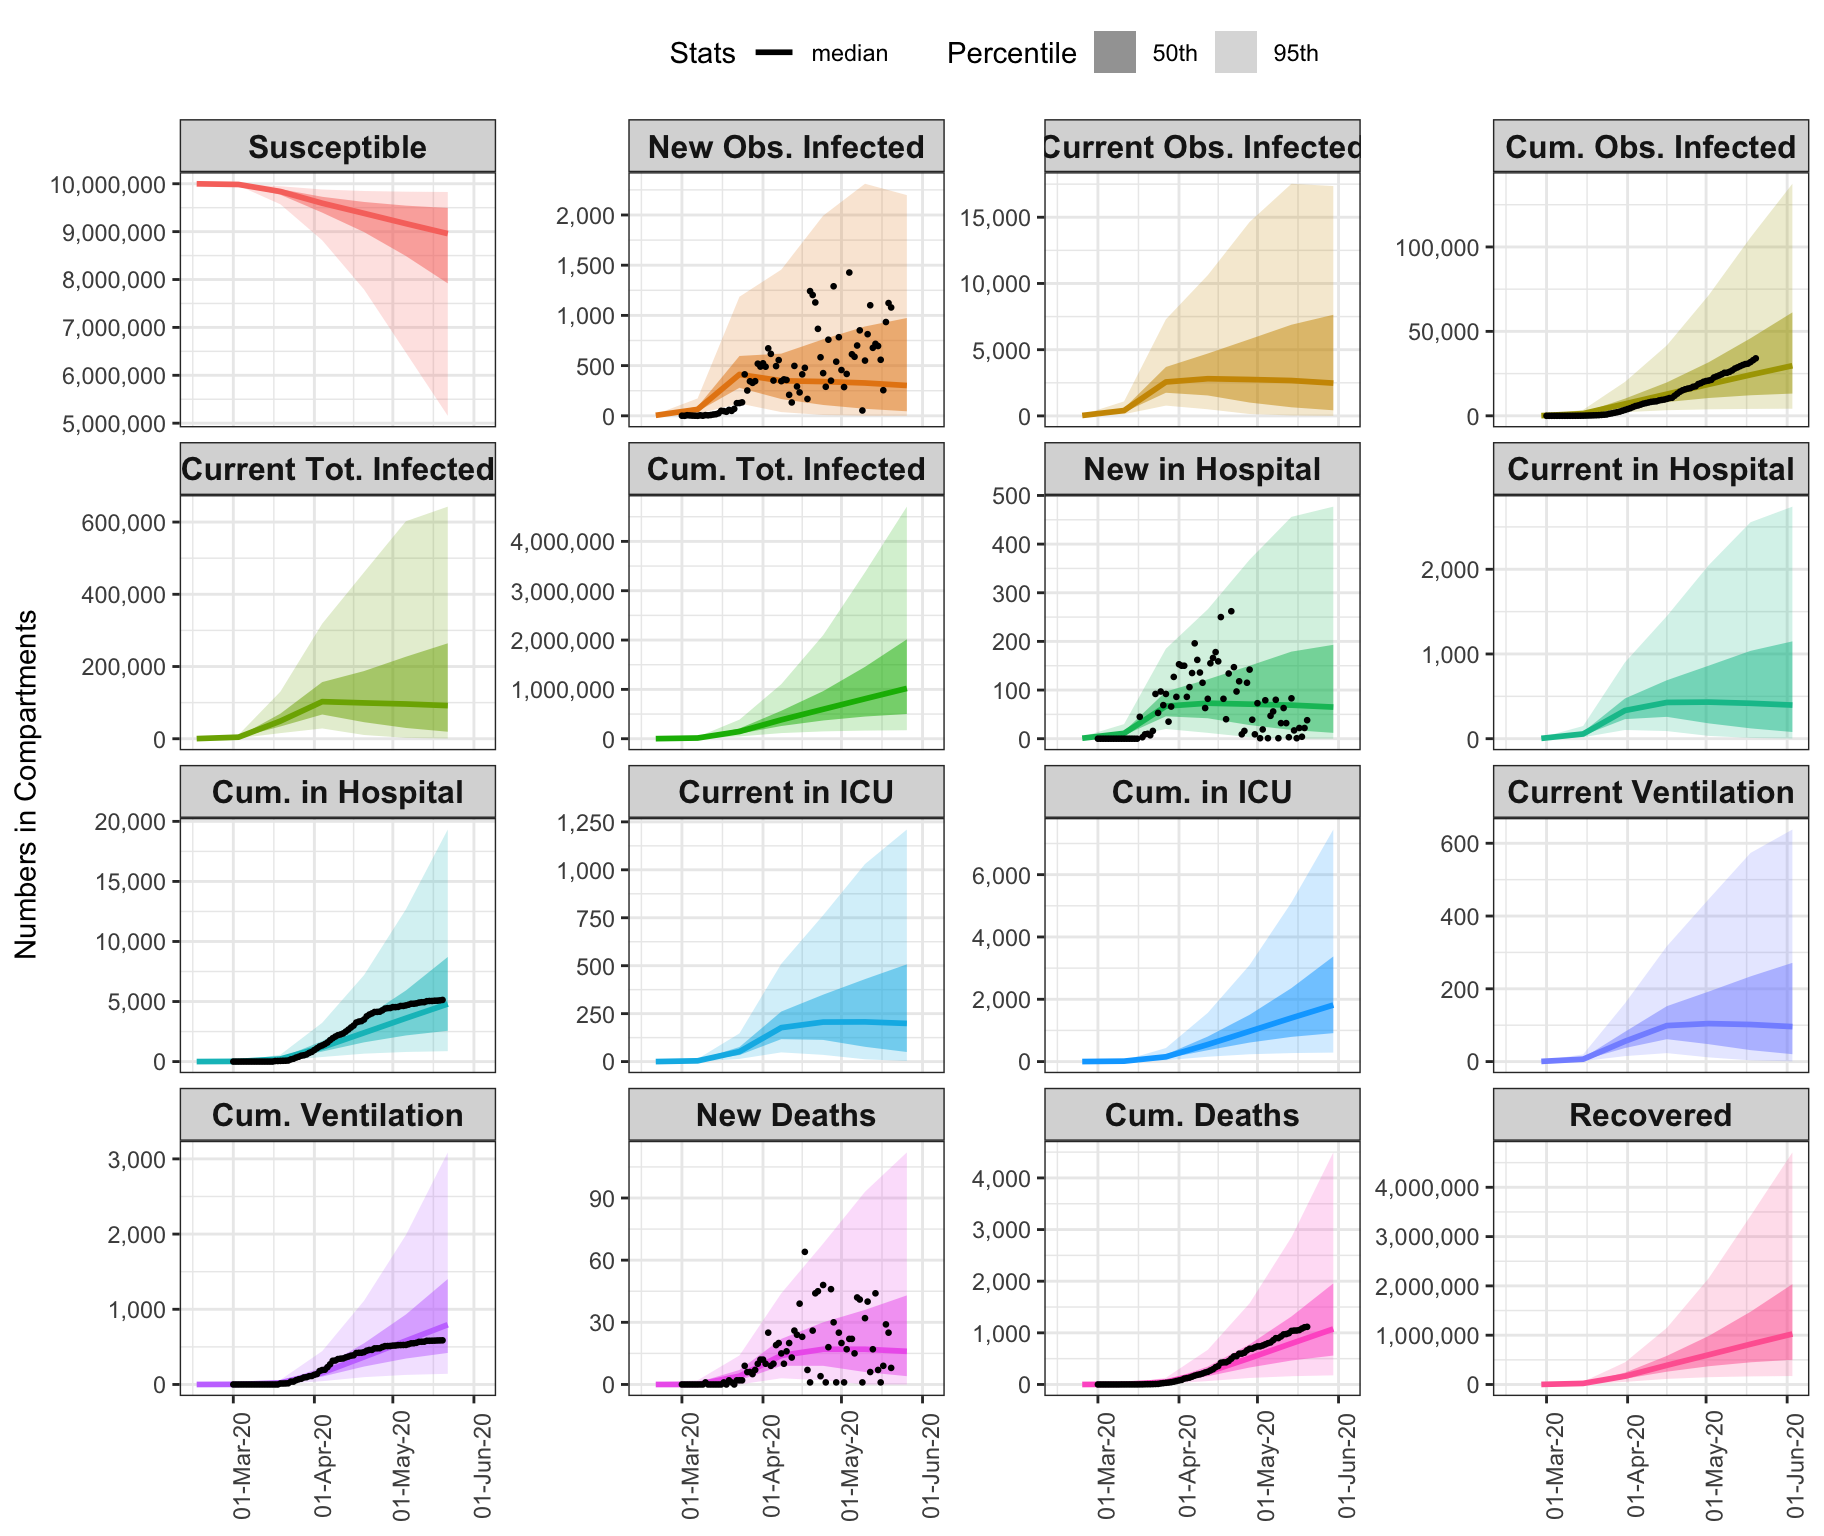 Stats median Percentile 50th 95th
Numbers in Compartments
Susceptible
10,000,000
9,000,000
8,000,000
7,000,000
6,000,000
5,000,000
New Obs. Infected
2,000
1,500
1,000
500
0
Current Obs. Infected
15,000
10,000
5,000
0
Cum. Obs. Infected
100,000
50,000
0
Current Tot. Infected
600,000
400,000
200,000
0
Cum. Tot. Infected
4,000,000
3,000,000
2,000,000
1,000,000
0
New in Hospital
500
400
300
200
100
0
Current in Hospital
2,000
1,000
0
Cum. in Hospital
20,000
15,000
10,000
5,000
0
Current in ICU
1,250
1,000
750
500
250
0
Cum. in ICU
6,000
4,000
2,000
0
Current Ventilation
600
400
200
0
Cum. Ventilation
3,000
2,000
1,000
0
New Deaths
90
60
30
0
Cum. Deaths
4,000
3,000
2,000
1,000
0
Recovered
4,000,000
3,000,000
2,000,000
1,000,000
0
01-Mar-20
01-Apr-20
01-May-20
01-Jun-20
01-Mar-20
01-Apr-20
01-May-20
01-Jun-20
01-Mar-20
01-Apr-20
01-May-20
01-Jun-20
01-Mar-20
01-Apr-20
01-May-20
01-Jun-20